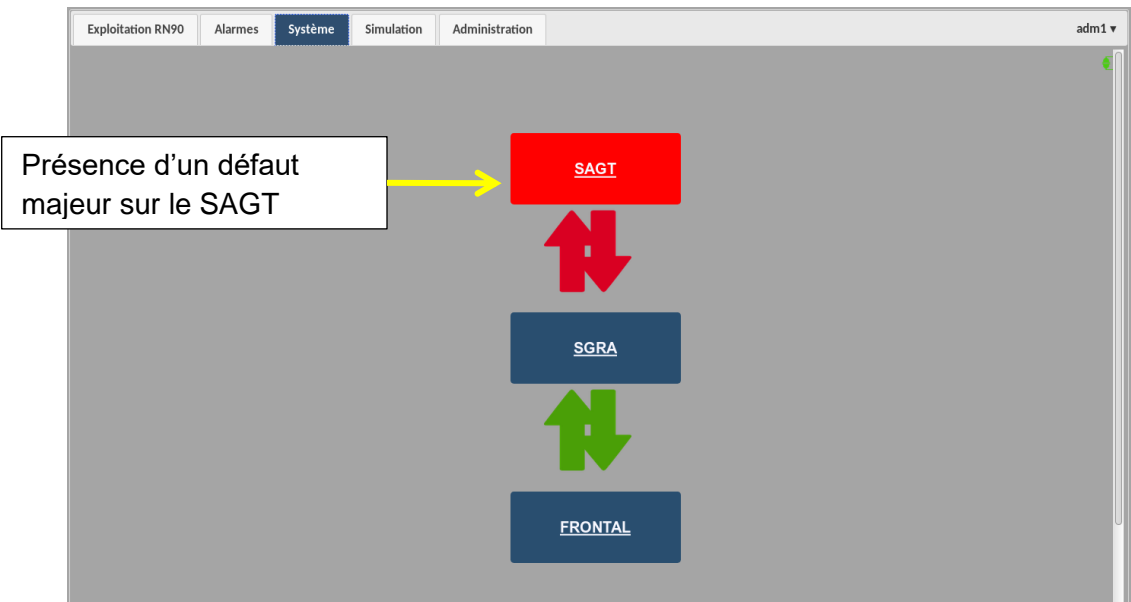 Exploitation RN90 Alarmes Système Simulation Administration adm1 ▾
SAGT
Présence d’un défaut
majeur sur le SAGT
SGRA
FRONTAL